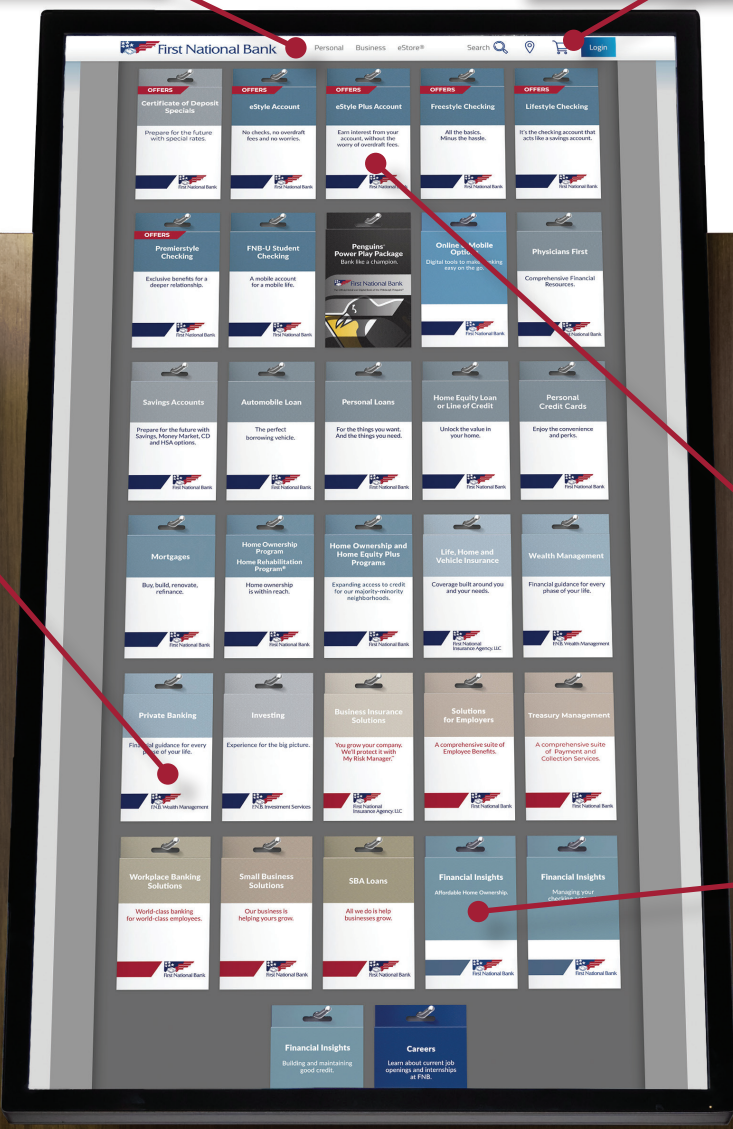 First National Bank
Personal Business eStore®
Search
Login
OFFERS
Certificate of Deposit
Specials
Prepare for the future
with special rates.
First National Bank
OFFERS
eStyle Account
No checks, no overdraft
fees and no worries.
First National Bank
OFFERS
eStyle Plus Account
Earn interest from your
account, without the
worry of overdraft fees.
First National Bank
OFFERS
Freestyle Checking
All the basics.
Minus the hassle.
First National Bank
OFFERS
Lifestyle Checking
It's the checking account that
acts like a savings account.
First National Bank
OFFERS
Premierstyle
Checking
Exclusive benefits for a
deeper relationship.
First National Bank
FNB-U Student
Checking
A mobile account
for a mobile life.
First National Bank
Penguins®
Power Play Package
Bank like a champion.
First National Bank
Online & Mobile
Options
Digital tools to make banking
easy on the go.
First National Bank
Physicians First
Comprehensive Financial
Resources.
First National Bank
Savings Accounts
Prepare for the future with
Savings, Money Market, CD
and HSA options.
First National Bank
Automobile Loan
The perfect
borrowing vehicle.
First National Bank
Personal Loans
For the things you want.
And the things you need.
First National Bank
Home Equity Loan
or Line of Credit
Unlock the value in
your home.
First National Bank
Personal
Credit Cards
Enjoy the convenience
and perks.
First National Bank
Mortgages
Buy, build, renovate,
refinance.
First National Bank
Home Ownership
Program
Home Rehabilitation
Program®
Home ownership
is within reach.
First National Bank
Home Ownership and
Home Equity Plus
Programs
Expanding access to credit
for our majority-minority
neighborhoods.
First National Bank
Life, Home and
Vehicle Insurance
Coverage built around you
and your needs.
First National
Insurance Agency, LLC
Wealth Management
Financial guidance for every
phase of your life.
F.N.B. Wealth Management
Private Banking
Financial guidance for every
phase of your life.
F.N.B. Wealth Management
Investing
Experience for the big picture.
F.N.B. Investment Services
Business Insurance
Solutions
You grow your company.
We'll protect it with
My Risk Manager.™
First National
Insurance Agency, LLC
Solutions
for Employers
A comprehensive suite of
Employee Benefits.
First National Bank
Treasury Management
A comprehensive suite
of Payment and
Collection Services.
First National Bank
Workplace Banking
Solutions
World-class banking
for world-class employees.
First National Bank
Small Business
Solutions
Our business is
helping yours grow.
First National Bank
SBA Loans
All we do is help
businesses grow.
First National Bank
Financial Insights
Affordable Home Ownership.
First National Bank
Financial Insights
Managing your
checking
First National Bank
Financial Insights
Building and maintaining
good credit.
Careers
Learn about current job
openings and internships
at FNB.